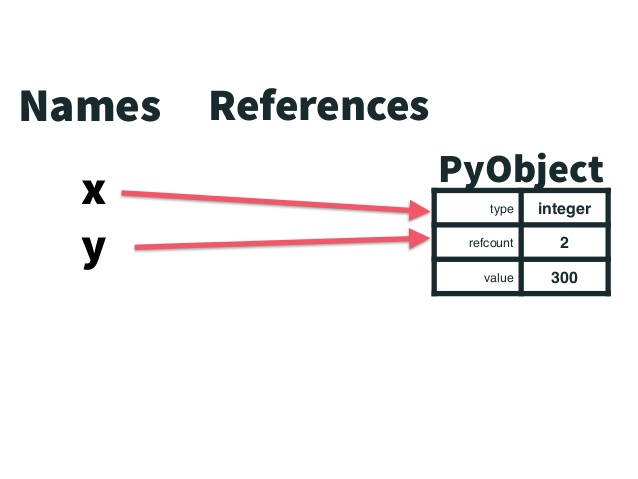 Names References
PyObject
x
type integer
y
refcount 2
value 300